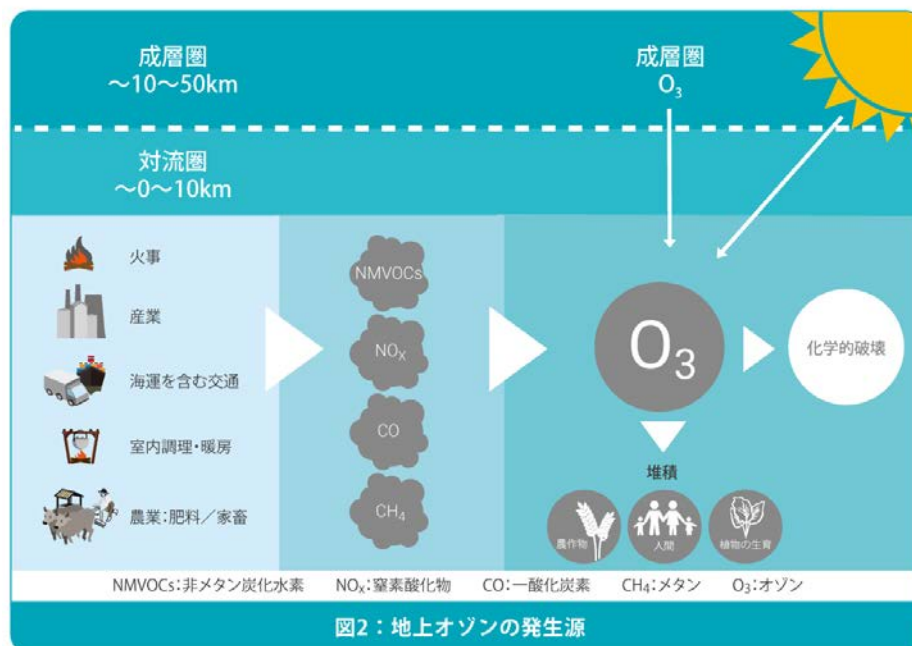 成層圏
～10～50km
成層圏
O₃
対流圏
～0～10km
火事
産業
海運を含む交通
室内調理・暖房
農業：肥料／家畜
NMVOCs
NOₓ
CO
CH₄
O₃
化学的破壊
堆積
農作物
人間
植物の生育
NMVOCs：非メタン炭化水素 NOₓ：窒素酸化物 CO：一酸化炭素 CH₄：メタン O₃：オゾン
図2：地上オゾンの発生源